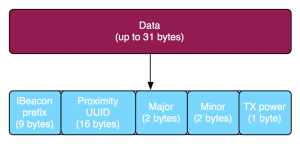 Data
(up to 31 bytes)
iBeacon
prefix
(9 bytes)
Proximity
UUID
(16 bytes)
Major
(2 bytes)
Minor
(2 bytes)
TX power
(1 byte)